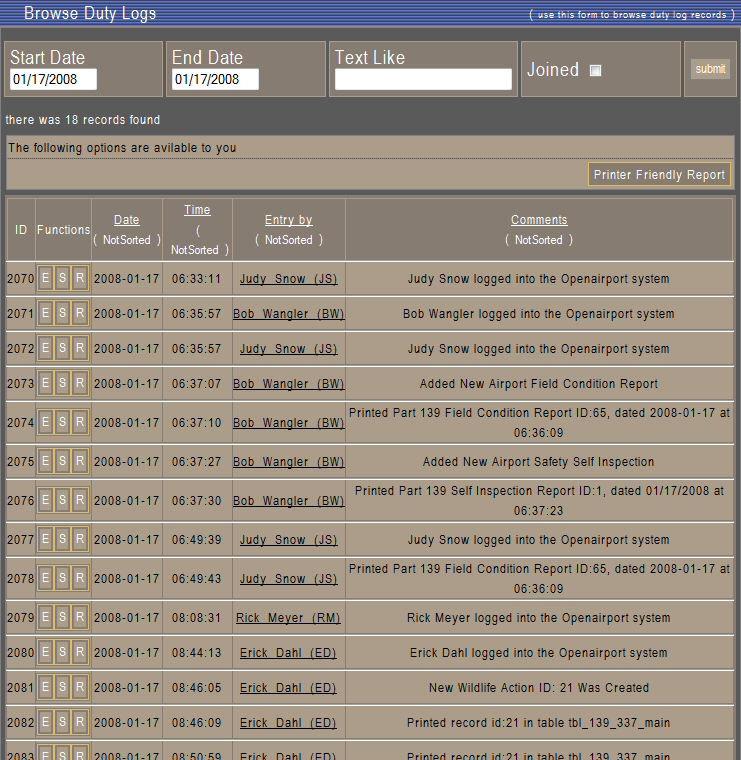 Browse Duty Logs ( use this form to browse duty log records )
Start Date End Date Text Like Joined submit
01/17/2008 01/17/2008
there was 18 records found
The following options are avilable to you
Printer Friendly Report
ID Functions Date ( NotSorted ) Time ( NotSorted ) Entry by ( NotSorted ) Comments ( NotSorted )
2070 E S R 2008-01-17 06:33:11 Judy Snow (JS) Judy Snow logged into the Openairport system
2071 E S R 2008-01-17 06:35:57 Bob Wangler (BW) Bob Wangler logged into the Openairport system
2072 E S R 2008-01-17 06:35:57 Judy Snow (JS) Judy Snow logged into the Openairport system
2073 E S R 2008-01-17 06:37:07 Bob Wangler (BW) Added New Airport Field Condition Report
2074 E S R 2008-01-17 06:37:10 Bob Wangler (BW) Printed Part 139 Field Condition Report ID:65, dated 2008-01-17 at
06:36:09
2075 E S R 2008-01-17 06:37:27 Bob Wangler (BW) Added New Airport Safety Self Inspection
2076 E S R 2008-01-17 06:37:30 Bob Wangler (BW) Printed Part 139 Self Inspection Report ID:1, dated 01/17/2008 at
06:37:23
2077 E S R 2008-01-17 06:49:39 Judy Snow (JS) Judy Snow logged into the Openairport system
2078 E S R 2008-01-17 06:49:43 Judy Snow (JS) Printed Part 139 Field Condition Report ID:65, dated 2008-01-17 at
06:36:09
2079 E S R 2008-01-17 08:08:31 Rick Meyer (RM) Rick Meyer logged into the Openairport system
2080 E S R 2008-01-17 08:44:13 Erick Dahl (ED) Erick Dahl logged into the Openairport system
2081 E S R 2008-01-17 08:46:05 Erick Dahl (ED) New Wildlife Action ID: 21 Was Created
2082 E S R 2008-01-17 08:46:09 Erick Dahl (ED) Printed record id:21 in table tbl_139_337_main
2083 E S R 2008-01-17 08:50:59 Erick Dahl (ED) Printed record id:21 in table tbl_139_337_main